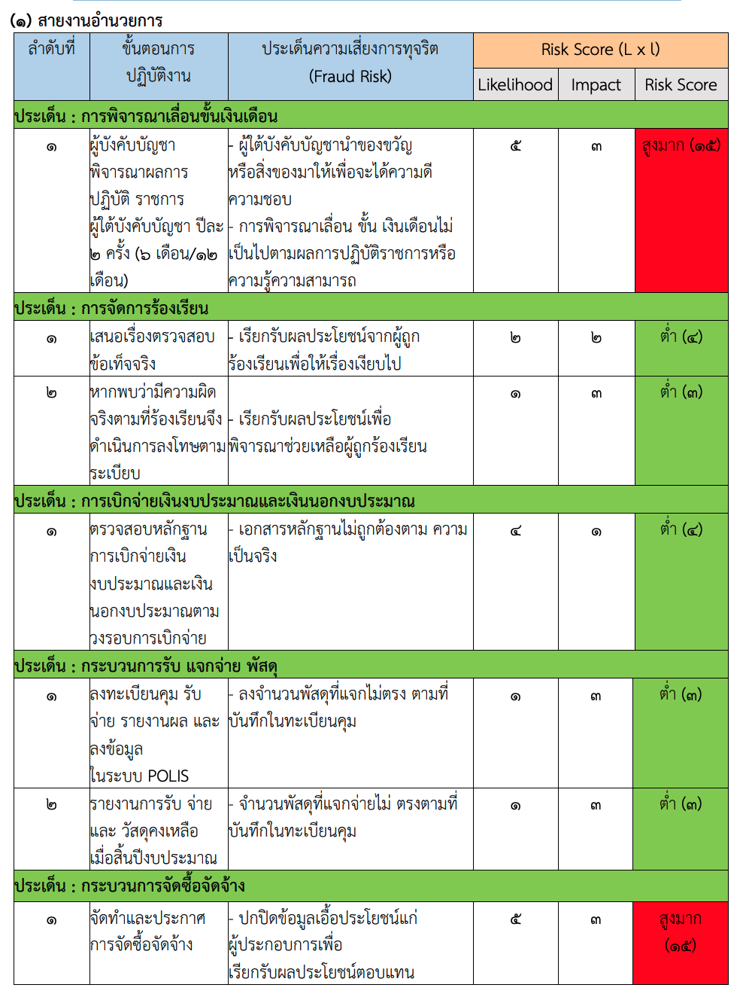 (๑) สายงานอำนวยการ
ลำดับที่
ขั้นตอนการ
ปฏิบัติงาน
ประเด็นความเสี่ยงการทุจริต
(Fraud Risk)
Risk Score (L x l)
Likelihood
Impact
Risk Score
ประเด็น : การพิจารณาเลื่อนขั้นเงินเดือน
๑
ผู้บังคับบัญชา
พิจารณาผลการ
ปฏิบัติ ราชการ
ผู้ใต้บังคับบัญชา ปีละ
๒ ครั้ง (๖ เดือน/๑๒
เดือน)
- ผู้ใต้บังคับบัญชานำของขวัญ
หรือสิ่งของมาให้เพื่อจะได้ความดี
ความชอบ
- การพิจารณาเลื่อน ขั้น เงินเดือนไม่
เป็นไปตามผลการปฏิบัติราชการหรือ
ความรู้ความสามารถ
๕
๓
สูงมาก (๑๕)
ประเด็น : การจัดการร้องเรียน
๑
เสนอเรื่องตรวจสอบ
ข้อเท็จจริง
- เรียกรับผลประโยชน์จากผู้ถูก
ร้องเรียนเพื่อให้เรื่องเงียบไป
๒
๒
ต่ำ (๔)
๒
หากพบว่ามีความผิด
จริงตามที่ร้องเรียนจึง
ดำเนินการลงโทษตาม
ระเบียบ
- เรียกรับผลประโยชน์เพื่อ
พิจารณาช่วยเหลือผู้ถูกร้องเรียน
๑
๓
ต่ำ (๓)
ประเด็น : การเบิกจ่ายเงินงบประมาณและเงินนอกงบประมาณ
๑
ตรวจสอบหลักฐาน
การเบิกจ่ายเงิน
งบประมาณและเงิน
นอกงบประมาณตาม
วงรอบการเบิกจ่าย
- เอกสารหลักฐานไม่ถูกต้องตาม ความ
เป็นจริง
๔
๑
ต่ำ (๔)
ประเด็น : กระบวนการรับ แจกจ่าย พัสดุ
๑
ลงทะเบียนคุม รับ
จ่าย รายงานผล และ
ลงข้อมูล
ในระบบ POLIS
- ลงจำนวนพัสดุที่แจกไม่ตรง ตามที่
บันทึกในทะเบียนคุม
๑
๓
ต่ำ (๓)
๒
รายงานการรับ จ่าย
และ วัสดุคงเหลือ
เมื่อสิ้นปีงบประมาณ
- จำนวนพัสดุที่แจกจ่ายไม่ ตรงตามที่
บันทึกในทะเบียนคุม
๑
๓
ต่ำ (๓)
ประเด็น : กระบวนการจัดซื้อจัดจ้าง
๑
จัดทำและประกาศ
การจัดซื้อจัดจ้าง
- ปกปิดข้อมูลเอื้อประโยชน์แก่
ผู้ประกอบการเพื่อ
เรียกรับผลประโยชน์ตอบแทน
๕
๓
สูงมาก
(๑๕)